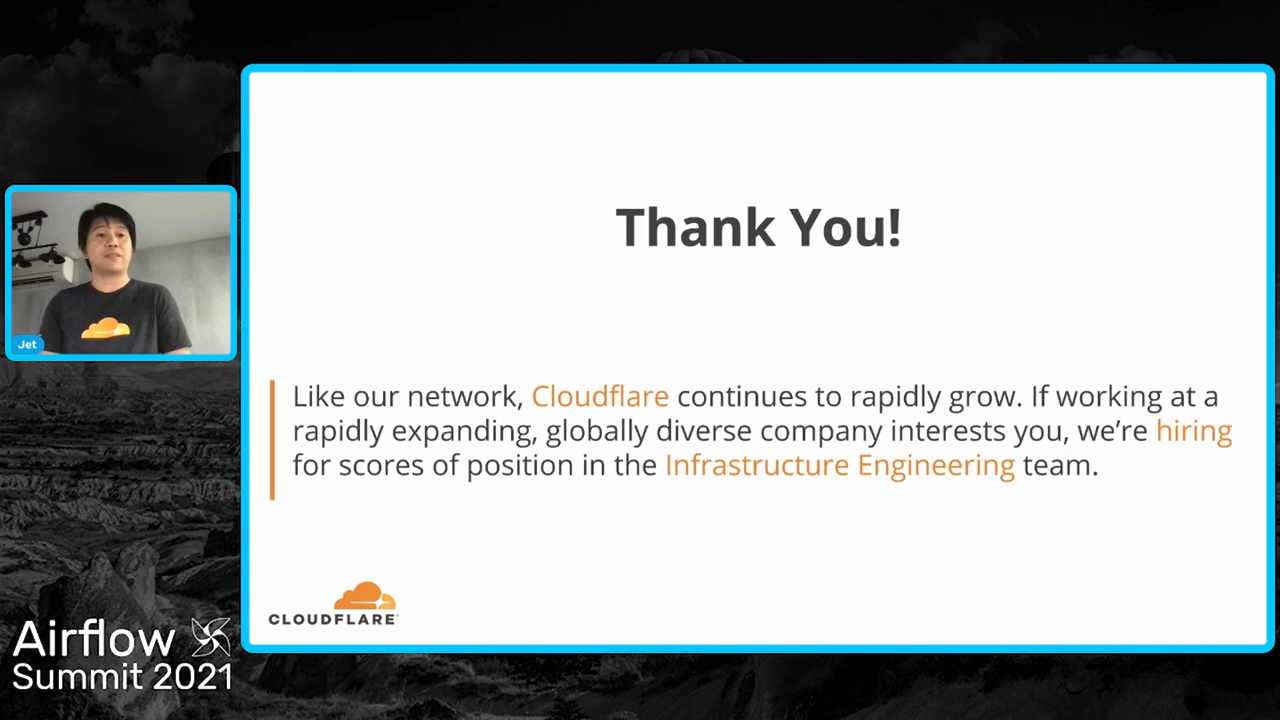 Thank You!
Like our network, Cloudflare continues to rapidly grow. If working at a
rapidly expanding, globally diverse company interests you, we’re hiring
for scores of position in the Infrastructure Engineering team.
CLOUDFLARE
Jet
Airflow
Summit 2021